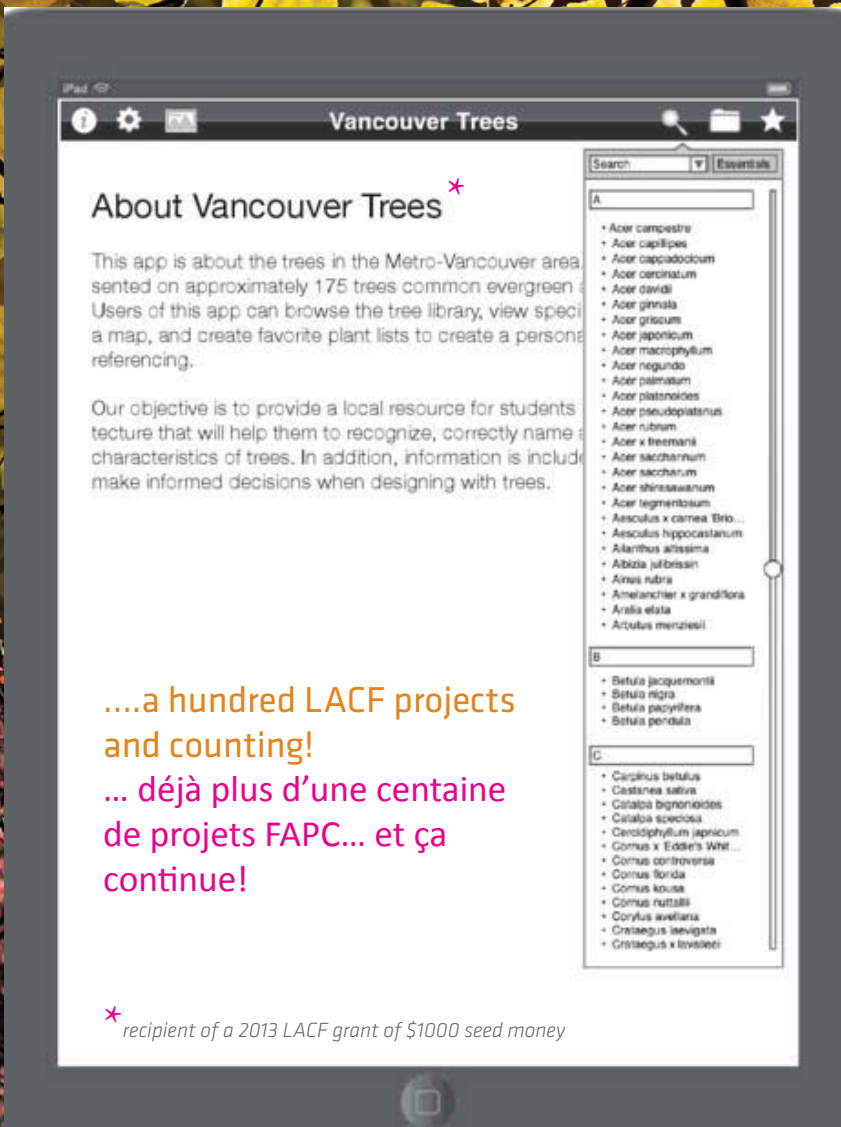 iPad
Vancouver Trees
About Vancouver Trees*
This app is about the trees in the Metro-Vancouver area,
sented on approximately 175 trees common evergreen
Users of this app can browse the tree library, view speci
a map, and create favorite plant lists to create a persona
referencing.
Our objective is to provide a local resource for students
tecture that will help them to recognize, correctly name
characteristics of trees. In addition, information is include
make informed decisions when designing with trees.
....a hundred LACF projects
and counting!
... déjà plus d'une centaine
de projets FAPC... et ça
continue!
*recipient of a 2013 LACF grant of $1000 seed money
Search
Essentials
A
• Acer campestre
• Acer capillipes
• Acer cappadocicum
• Acer circinatum
• Acer davidii
• Acer ginnala
• Acer griseum
• Acer japonicum
• Acer macrophyllum
• Acer negundo
• Acer palmatum
• Acer platanoides
• Acer pseudoplatanus
• Acer rubrum
• Acer x freemanii
• Acer saccharinum
• Acer saccharum
• Acer shirasawanum
• Acer tegmentosum
• Aesculus x carnea 'Brio...
• Aesculus hippocastanum
• Ailanthus altissima
• Albizia julibrissin
• Alnus rubra
• Amelanchier x grandiflora
• Aralia elata
• Arbutus menziesii
B
• Betula jacquemontii
• Betula nigra
• Betula papyrifera
• Betula pendula
C
• Carpinus betulus
• Castanea sativa
• Catalpa bignonioides
• Catalpa speciosa
• Cercidiphyllum japnicum
• Cornus x 'Eddie's Whit...
• Cornus controversa
• Cornus florida
• Cornus kousa
• Cornus nuttallii
• Corylus avellana
• Crataegus laevigata
• Crataegus x lavalleei